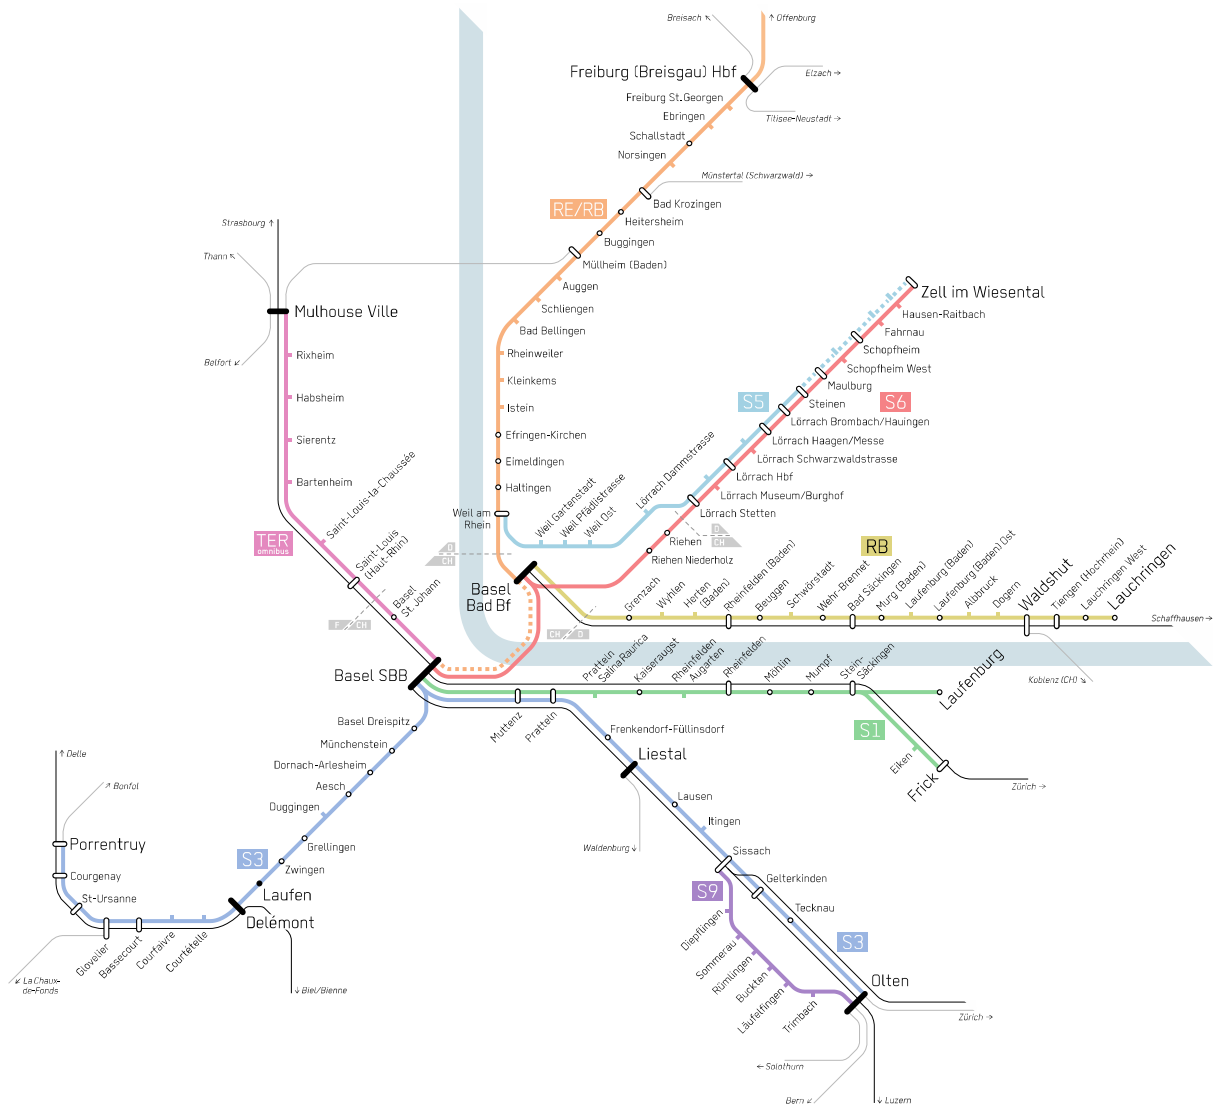 Breisach ↖
↑ Offenburg
Freiburg (Breisgau) Hbf
Elzach →
Freiburg St.Georgen
Ebringen
Titisee-Neustadt →
Schallstadt
Norsingen
Münstertal (Schwarzwald) →
Bad Krozingen
RE/RB
Heitersheim
Buggingen
Müllheim (Baden)
Auggen
Schliengen
Bad Bellingen
Rheinweiler
Kleinkems
Istein
Efringen-Kirchen
Eimeldingen
Haltingen
Weil am
Rhein
Strasbourg ↑
Thann ↖
Mulhouse Ville
Belfort ↙
Rixheim
Habsheim
Sierentz
Bartenheim
Saint-Louis-la-Chaussée
TER
omnibus
Saint-Louis
(Haut-Rhin)
Basel
St.Johann
F
CH
D
CH
Zell im Wiesental
Hausen-Raitbach
Fahrnau
Schopfheim
Schopfheim West
Maulburg
S5
S6
Steinen
Lörrach Brombach/Hauingen
Lörrach Haagen/Messe
Lörrach Schwarzwaldstrasse
Lörrach Hbf
Lörrach Museum/Burghof
Lörrach Stetten
Lörrach Dammstrasse
Weil Gartenstadt
Weil Pfädlistrasse
Weil Ost
D
CH
Riehen
Riehen Niederholz
Basel
Bad Bf
CH
D
RB
Grenzach
Wyhlen
Herten
(Baden)
Rheinfelden (Baden)
Beuggen
Schwörstadt
Wehr-Brennet
Bad Säckingen
Murg (Baden)
Laufenburg (Baden)
Laufenburg (Baden) Ost
Albbruck
Dogern
Waldshut
Tiengen (Hochrhein)
Lauchringen West
Lauchringen
Schaffhausen →
Koblenz (CH) ↘
Basel SBB
Pratteln
Salina Raurica
Kaiseraugst
Rheinfelden
Augarten
Rheinfelden
Möhlin
Mumpf
Stein-
Säckingen
Laufenburg
S1
Eiken
Frick
Zürich →
Muttenz
Pratteln
Frenkendorf-Füllinsdorf
Liestal
Lausen
Itingen
Waldenburg ↓
Sissach
Gelterkinden
Tecknau
S9
S3
Diepflingen
Sommerau
Rümlingen
Buckten
Läufelfingen
Trimbach
Olten
Zürich →
← Solothurn
Bern ↙
↓ Luzern
Basel Dreispitz
Münchenstein
Dornach-Arlesheim
Aesch
Duggingen
Grellingen
Zwingen
S3
Laufen
Delémont
↓ Biel/Bienne
↑ Delle
↗ Bonfol
Porrentruy
Courgenay
St-Ursanne
Glovelier
Bassecourt
Courfaivre
Courtételle
↙ La Chaux-
de-Fonds